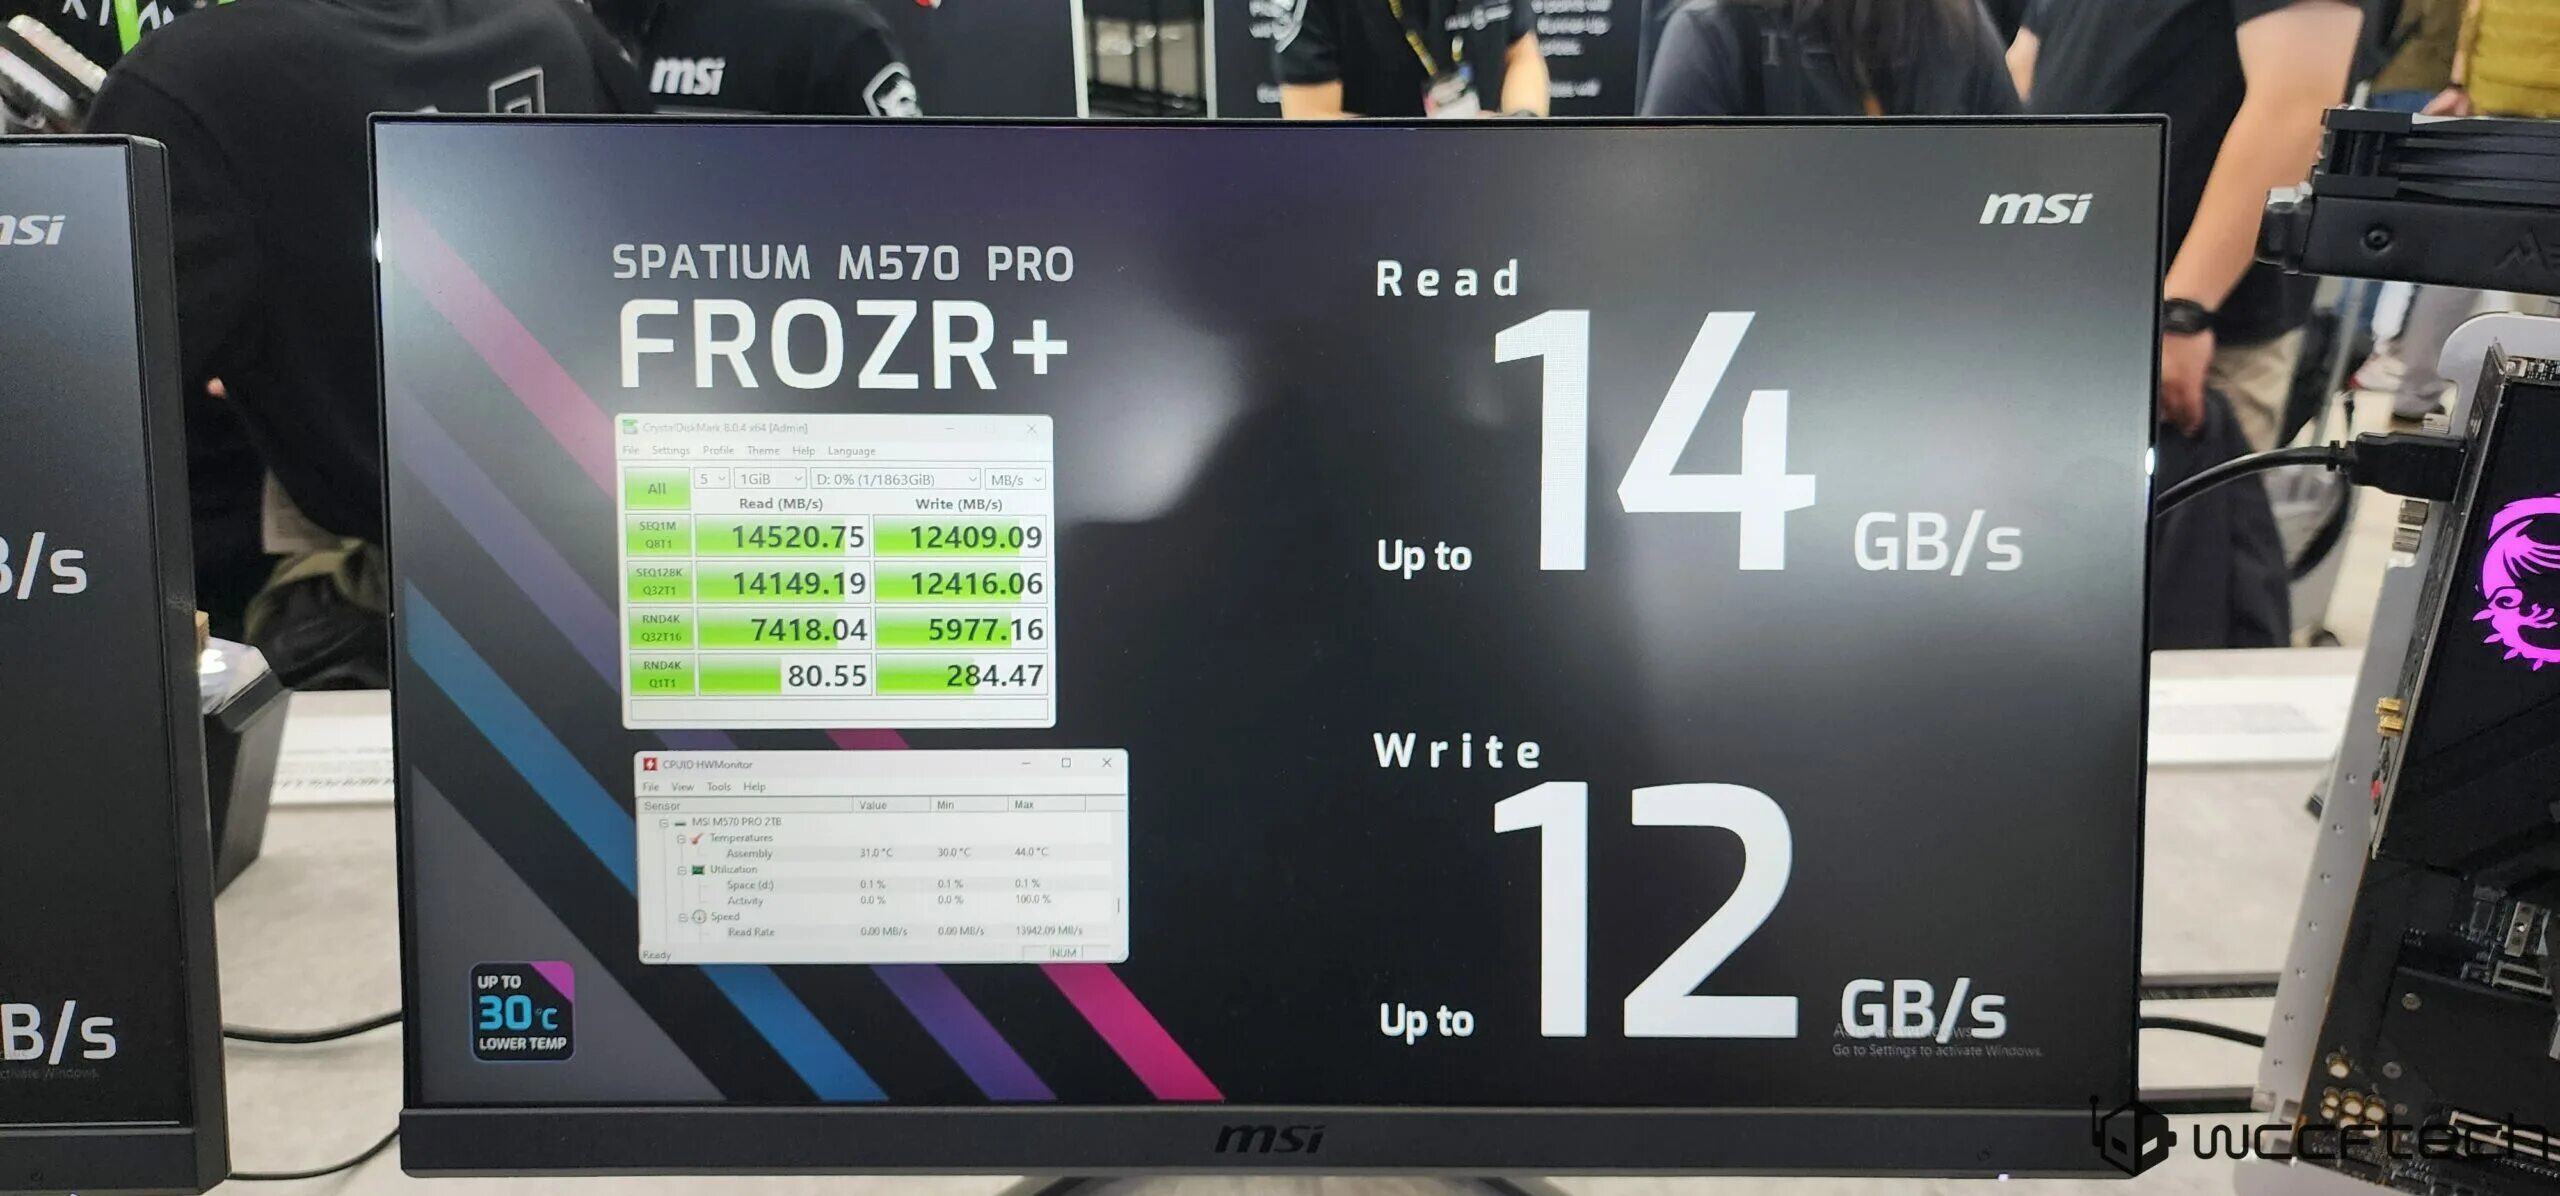 msi
msi
SPATIUM M570 PRO
FROZR+
CrystalDiskMark 8.0.4 x64 [Admin]
File Settings Profile Theme Help Language
All 5 1GiB D: 0% (1/1863GiB) MB/s
Read (MB/s) Write (MB/s)
SEQ1M
Q8T1 14520.75 12409.09
SEQ128K
Q32T1 14149.19 12416.06
RND4K
Q32T16 7418.04 5977.16
RND4K
Q1T1 80.55 284.47
CPUID HWMonitor
File View Tools Help
Sensor Value Min Max
MSI M570 PRO 2TB
Temperatures
Assembly 31.0 °C 30.0 °C 44.0 °C
Utilization
Space (d:) 0.1 % 0.1 % 0.1 %
Activity 0.0 % 0.0 % 100.0 %
Speed
Read Rate 0.00 MB/s 0.00 MB/s 13942.09 MB/s
Ready NUM
UP TO
30°C
LOWER TEMP
Read
Up to 14 GB/s
Write
Up to 12 GB/s
Go to Settings to activate Windows.
msi
msi
B/s
B/s
activate Windows.
wccftech